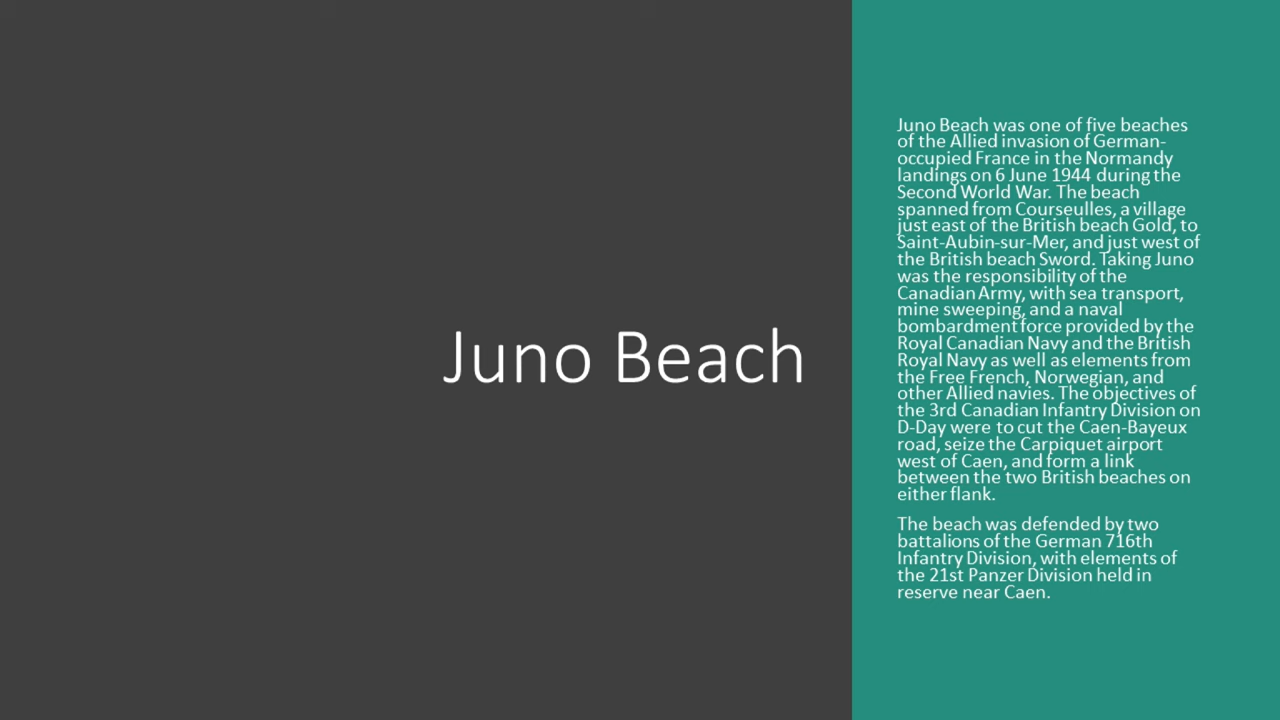 Juno Beach
Juno Beach was one of five beaches
of the Allied invasion of German-
occupied France in the Normandy
landings on 6 June 1944 during the
Second World War. The beach
spanned from Courseulles, a village
just east of the British beach Gold, to
Saint-Aubin-sur-Mer, and just west of
the British beach Sword. Taking Juno
was the responsibility of the
Canadian Army, with sea transport,
mine sweeping, and a naval
bombardment force provided by the
Royal Canadian Navy and the British
Royal Navy as well as elements from
the Free French, Norwegian, and
other Allied navies. The objectives of
the 3rd Canadian Infantry Division on
D-Day were to cut the Caen-Bayeux
road, seize the Carpiquet airport
west of Caen, and form a link
between the two British beaches on
either flank.
The beach was defended by two
battalions of the German 716th
Infantry Division, with elements of
the 21st Panzer Division held in
reserve near Caen.